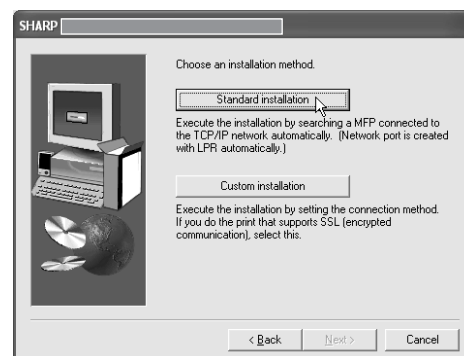 SHARP
Choose an installation method.
Standard installation
Execute the installation by searching a MFP connected to
the TCP/IP network automatically. (Network port is created
with LPR automatically.)
Custom installation
Execute the installation by setting the connection method.
If you do the print that supports SSL (encrypted
communication), select this.
< Back Next > Cancel